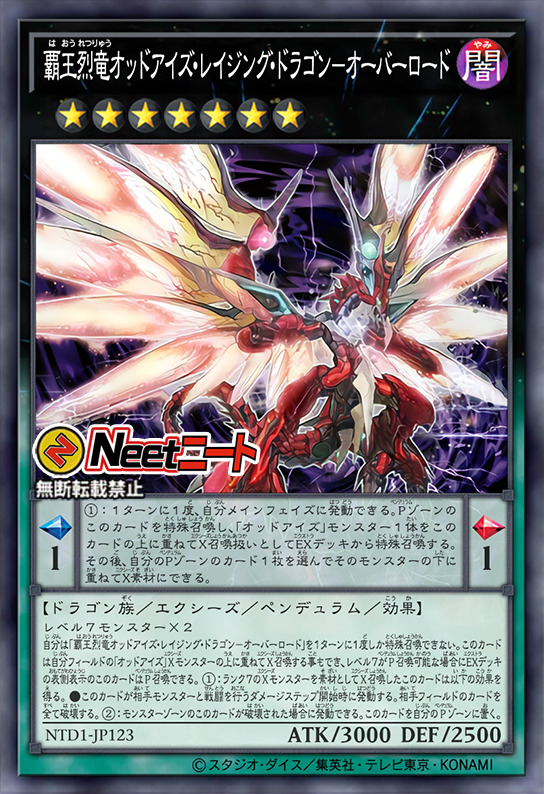 覇王烈竜オッドアイズ・レイジング・ドラゴン－オーバーロード
闇
Neetニート
無断転載禁止
①：1ターンに1度、自分メインフェイズに発動できる。Pゾーンの
このカードを特殊召喚し、「オッドアイズ」モンスター1体をこの
カードの上に重ねてX召喚扱いとしてEXデッキから特殊召喚する。
その後、自分のPゾーンのカード1枚を選んでそのモンスターの下に
重ねてX素材にできる。
1
1
【ドラゴン族／エクシーズ／ペンデュラム／効果】
レベル7モンスター×2
自分は「覇王烈竜オッドアイズ・レイジング・ドラゴン－オーバーロード」を1ターンに1度しか特殊召喚できない。このカード
は自分フィールドの「オッドアイズ」Xモンスターの上に重ねてX召喚する事もでき、レベル7がP召喚可能な場合にEXデッキ
の表側表示のこのカードはP召喚できる。①：ランク7のXモンスターを素材としてX召喚したこのカードは以下の効果を
得る。●このカードが相手モンスターと戦闘を行うダメージステップ開始時に発動する。相手フィールドのカードを
全て破壊する。②：モンスターゾーンのこのカードが破壊された場合に発動できる。このカードを自分のPゾーンに置く。
NTD1-JP123
ATK/3000 DEF/2500
©スタジオ・ダイス／集英社・テレビ東京・KONAMI